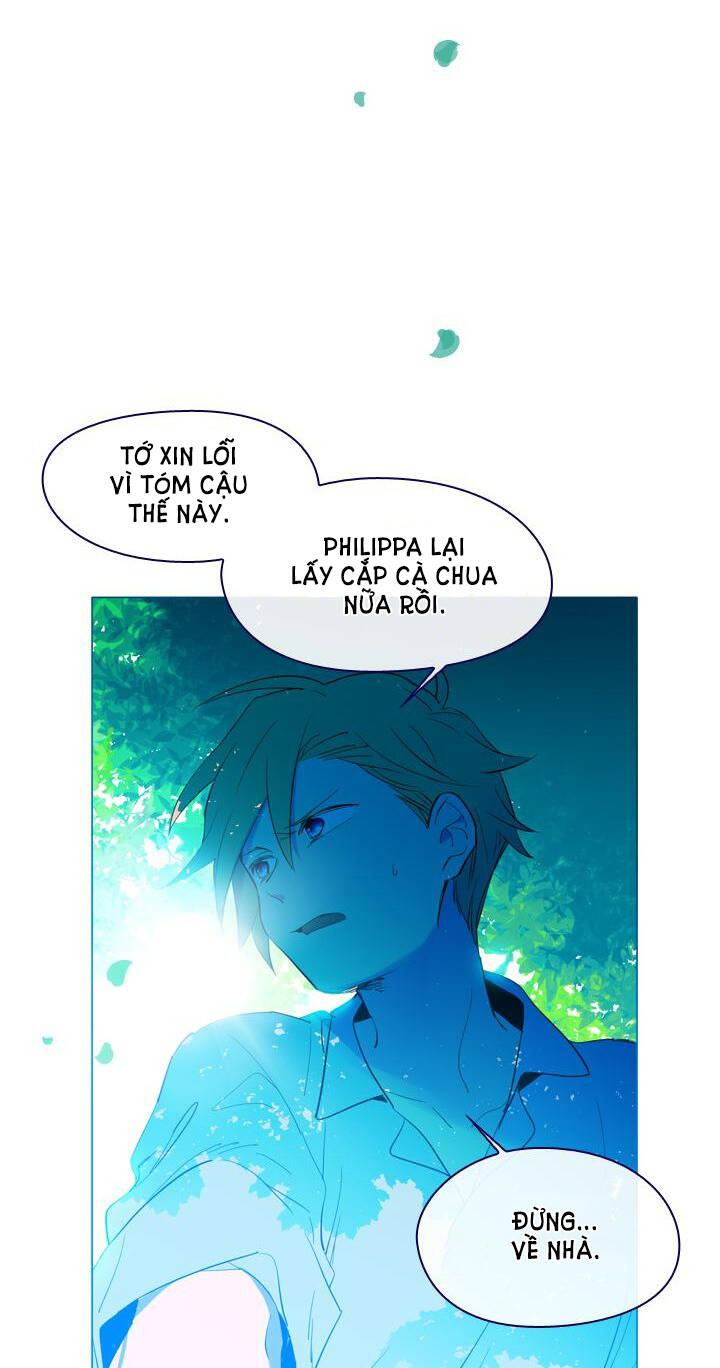 TỚ XIN LỖI
VÌ TÓM CẬU
THẾ NÀY.
PHILIPPA LẠI
LẤY CẮP CÀ CHUA
NỮA RỒI.
ĐỪNG...
VỀ NHÀ.